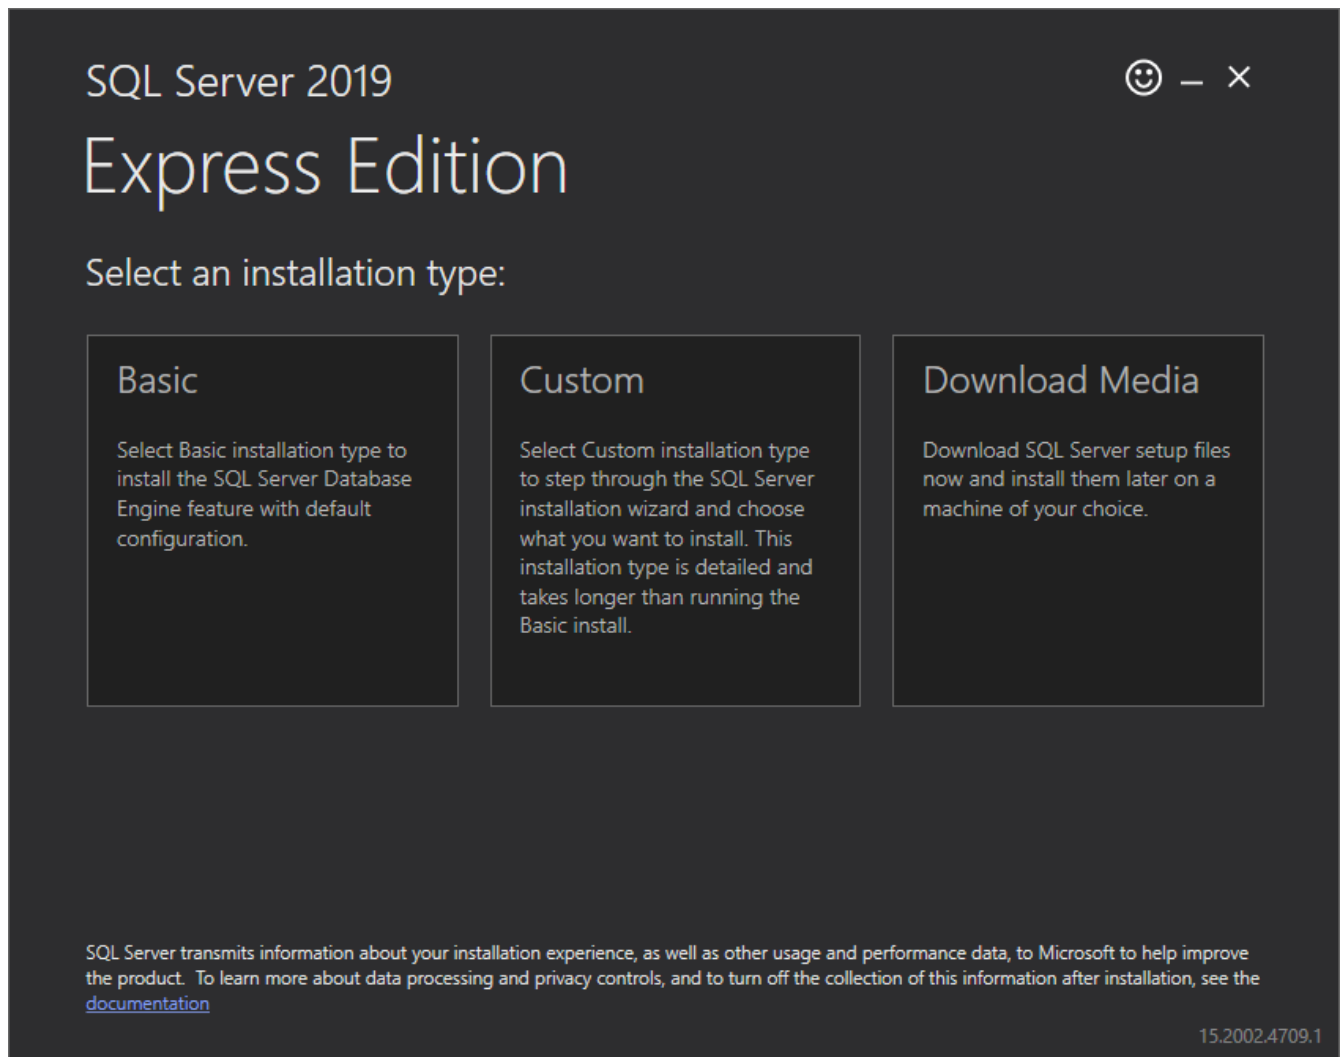 SQL Server 2019
Express Edition
Select an installation type:
Basic
Select Basic installation type to
install the SQL Server Database
Engine feature with default
configuration.
Custom
Select Custom installation type
to step through the SQL Server
installation wizard and choose
what you want to install. This
installation type is detailed and
takes longer than running the
Basic install.
Download Media
Download SQL Server setup files
now and install them later on a
machine of your choice.
SQL Server transmits information about your installation experience, as well as other usage and performance data, to Microsoft to help improve
the product.  To learn more about data processing and privacy controls, and to turn off the collection of this information after installation, see the
documentation
15.2002.4709.1